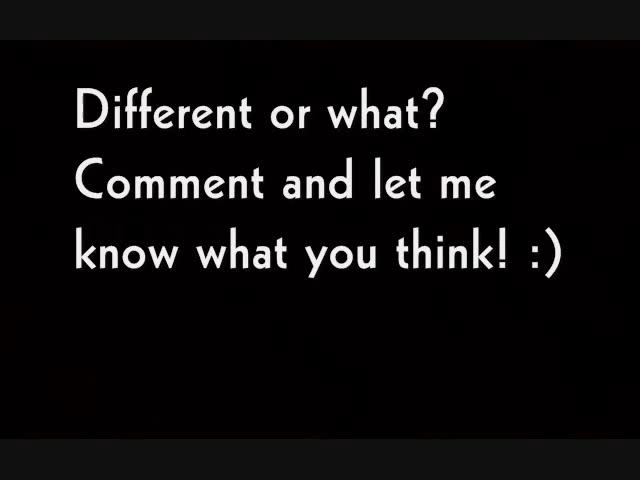 Different or what?
Comment and let me
know what you think! :)